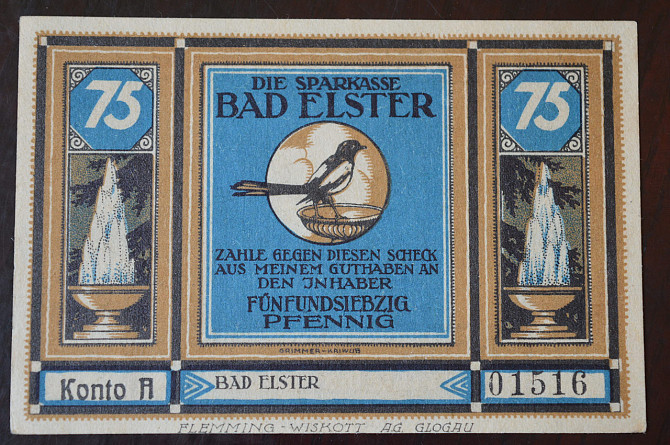 75
DIE SPARKASSE
BAD ELSTER
75
ZAHLE GEGEN DIESEN SCHECK
AUS MEINEM GUTHABEN AN
DEN INHABER
FÜNFUNDSIEBZIG
PFENNIG
Konto A
BAD ELSTER
01516
FLEMMING - WISKOTT A.G. GLOGAU